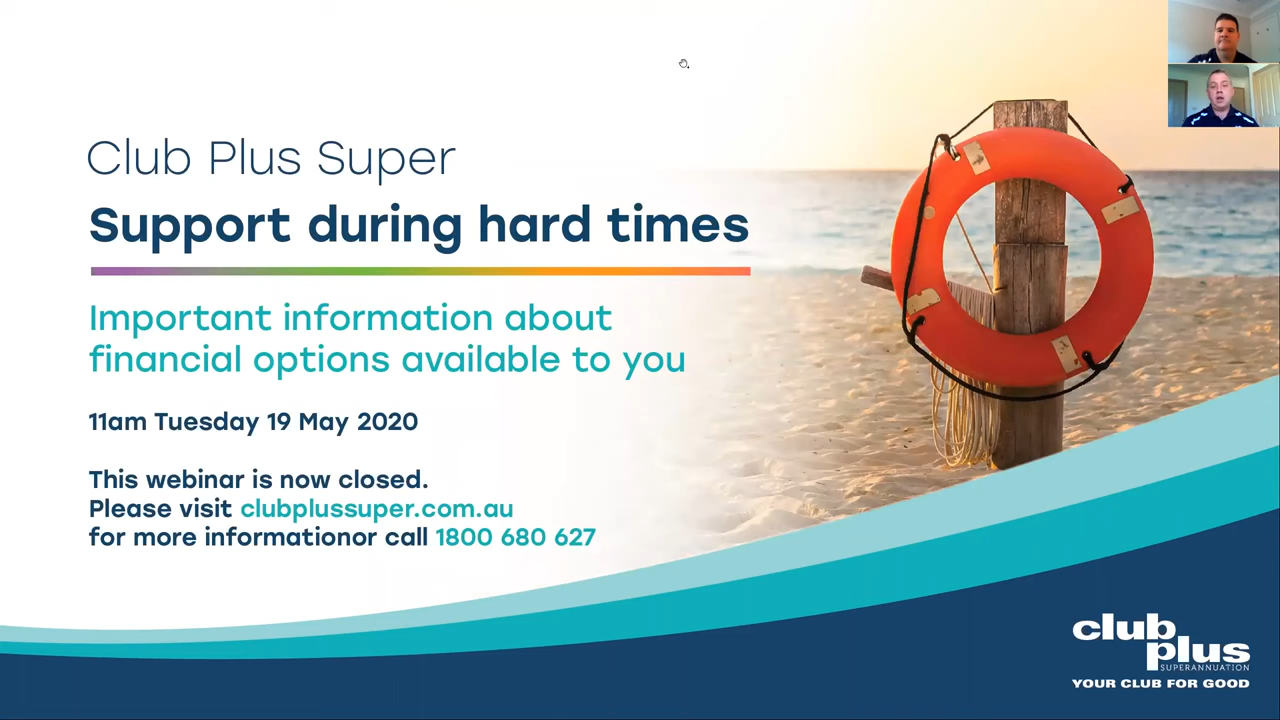 Club Plus Super
Support during hard times
Important information about
financial options available to you
11am Tuesday 19 May 2020
This webinar is now closed.
Please visit clubplussuper.com.au
for more informationor call 1800 680 627
club
plus
SUPERANNUATION
YOUR CLUB FOR GOOD